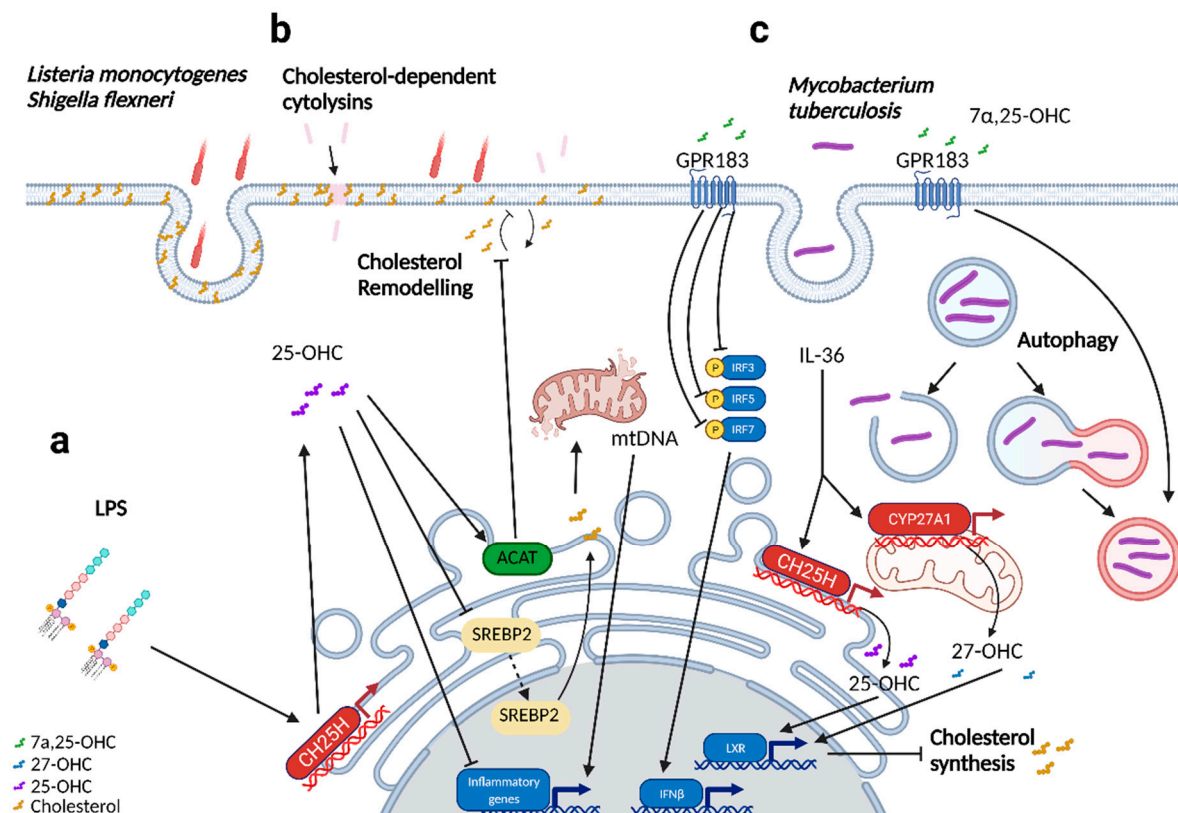 b
c
Listeria monocytogenes
Shigella flexneri
Cholesterol-dependent
cytolysins
Mycobacterium
tuberculosis
7α,25-OHC
GPR183
GPR183
Cholesterol
Remodelling
25-OHC
IL-36
Autophagy
P IRF3
P IRF5
P IRF7
mtDNA
a
LPS
CYP27A1
ACAT
CH25H
SREBP2
27-OHC
25-OHC
SREBP2
CH25H
LXR
Cholesterol
synthesis
Inflammatory
genes
IFNβ
7a,25-OHC
27-OHC
25-OHC
Cholesterol